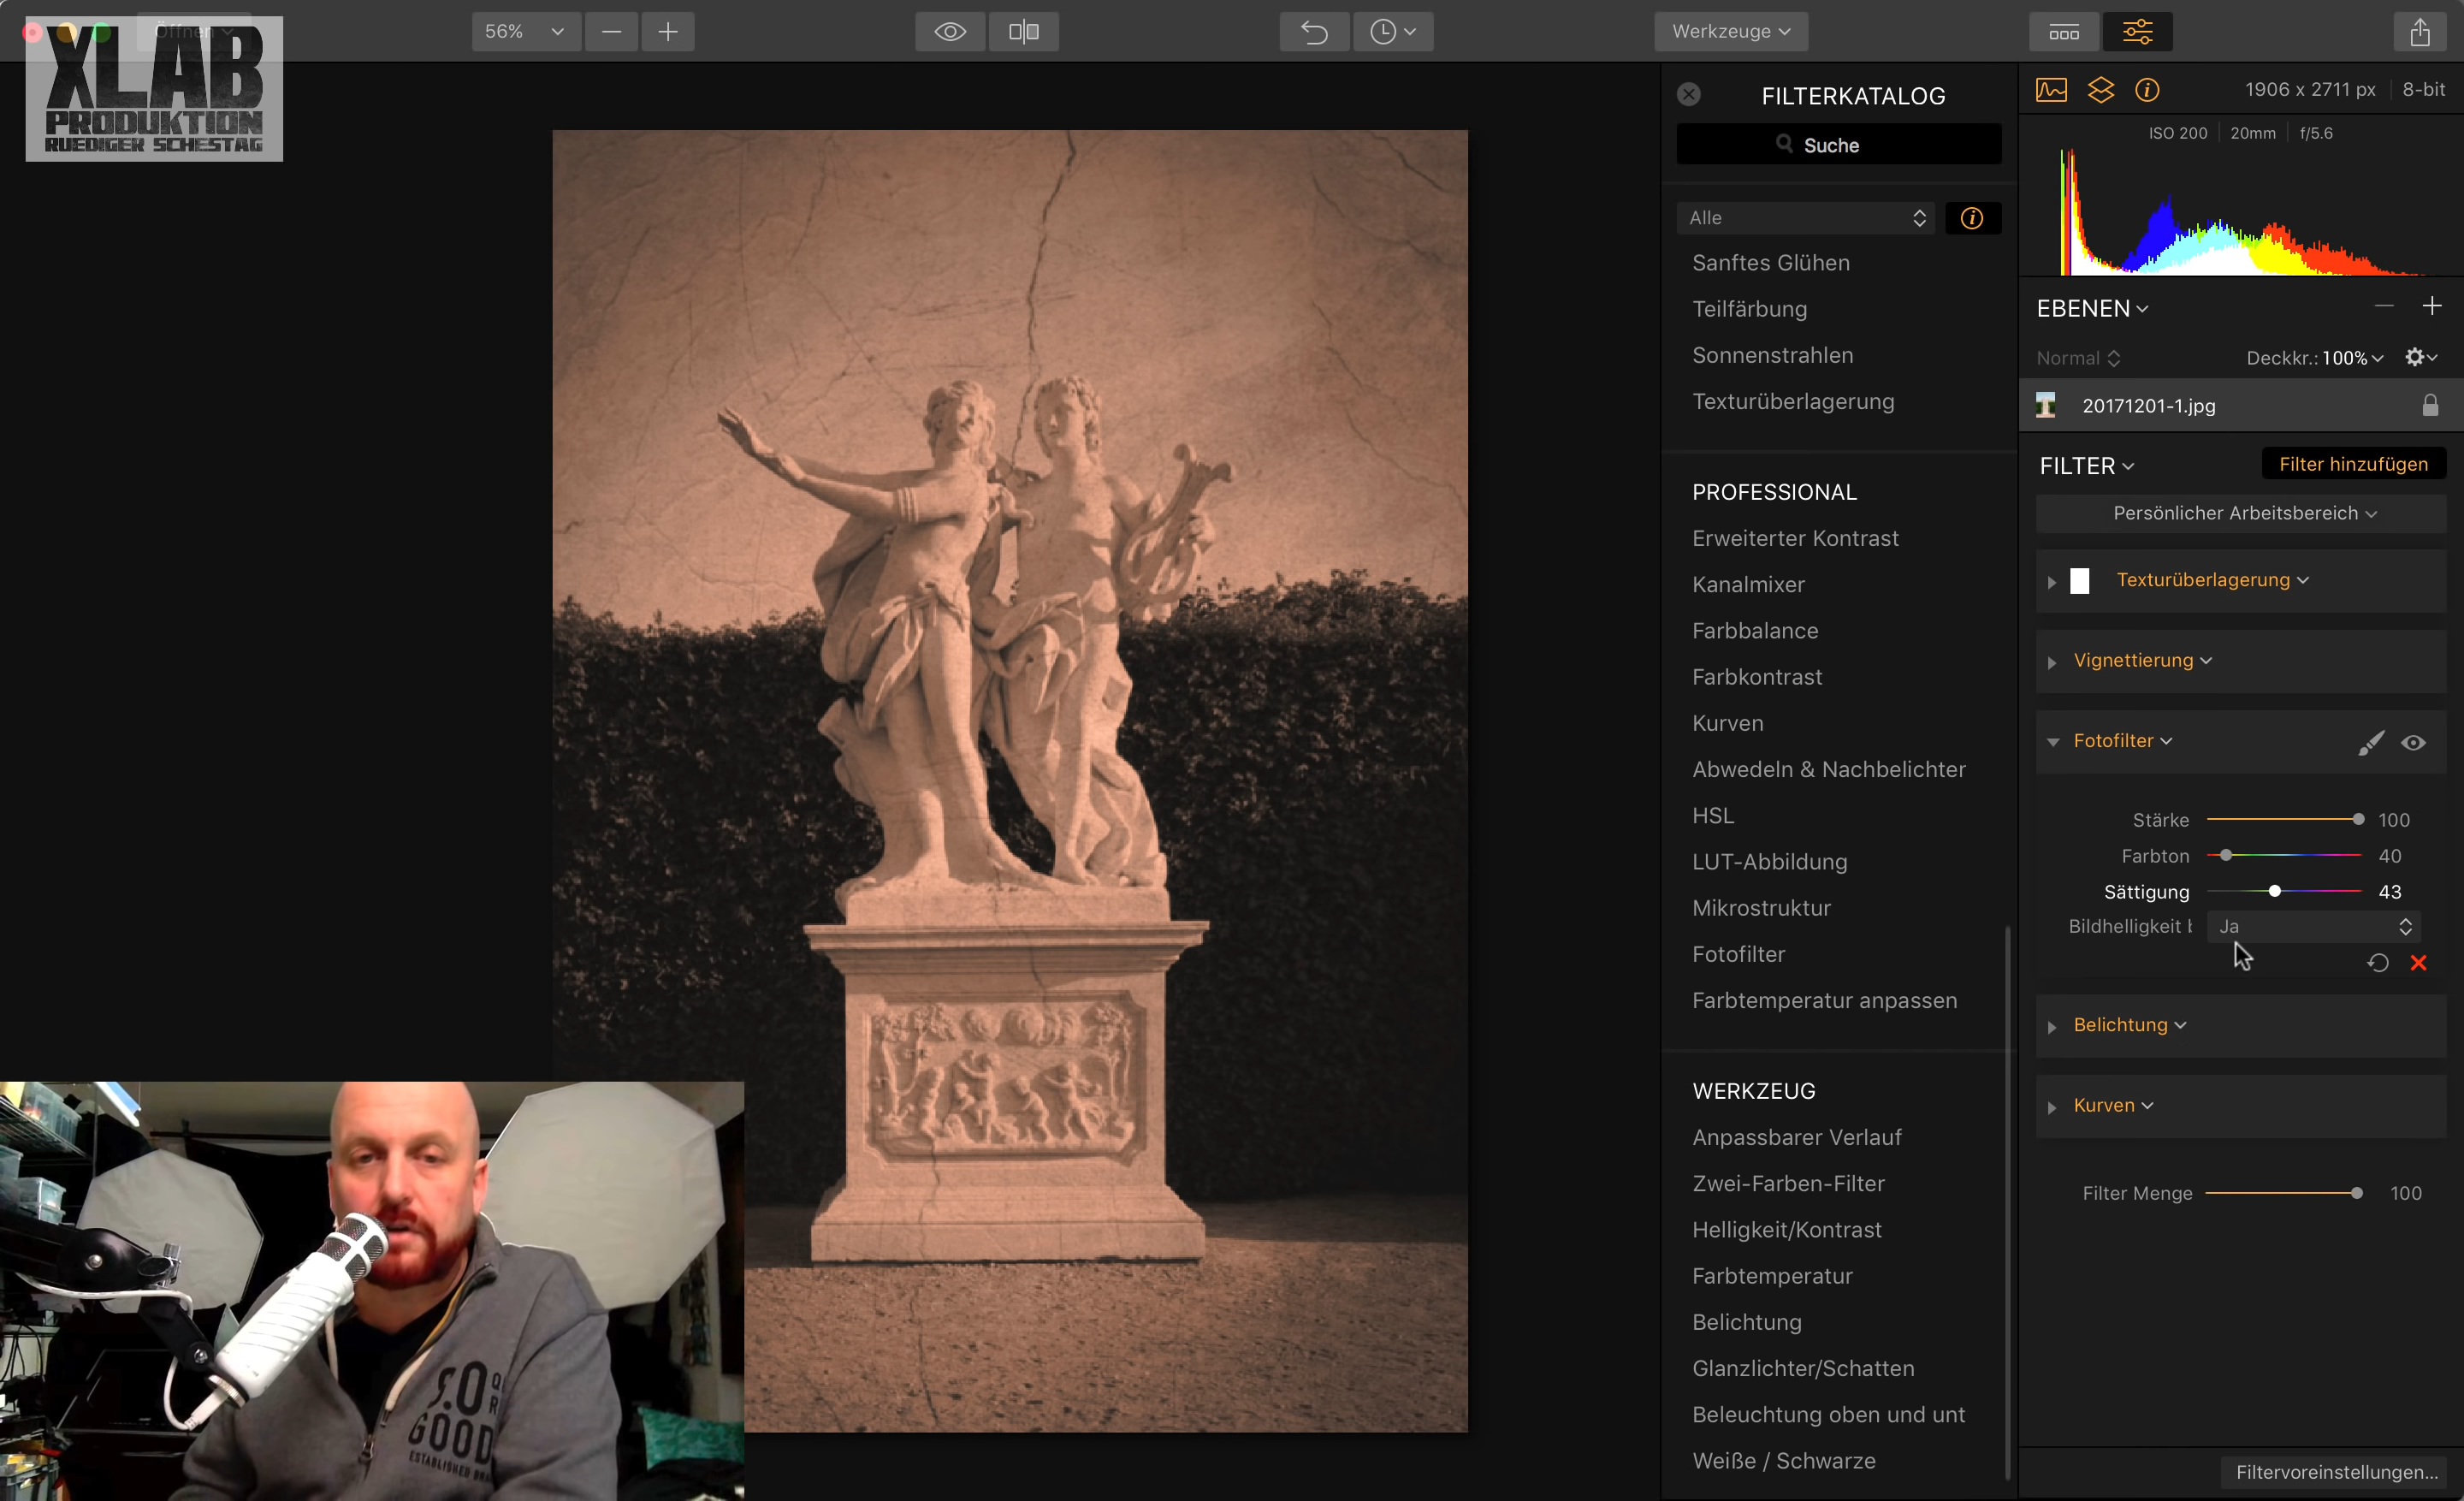 Öffnen
56%
Werkzeuge
XLAB
PRODUKTION
RUEDIGER SCHESTAG
FILTERKATALOG
Suche
Alle
Sanftes Glühen
Teilfärbung
Sonnenstrahlen
Texturüberlagerung
PROFESSIONAL
Erweiterter Kontrast
Kanalmixer
Farbbalance
Farbkontrast
Kurven
Abwedeln & Nachbelichter
HSL
LUT-Abbildung
Mikrostruktur
Fotofilter
Farbtemperatur anpassen
WERKZEUG
Anpassbarer Verlauf
Zwei-Farben-Filter
Helligkeit/Kontrast
Farbtemperatur
Belichtung
Glanzlichter/Schatten
Beleuchtung oben und unt
Weiße / Schwarze
1906 x 2711 px 8-bit
ISO 200 20mm f/5.6
EBENEN
Normal Deckkr.: 100%
20171201-1.jpg
FILTER Filter hinzufügen
Persönlicher Arbeitsbereich
Texturüberlagerung
Vignettierung
Fotofilter
Stärke 100
Farbton 40
Sättigung 43
Bildhelligkeit Ja
Belichtung
Kurven
Filter Menge 100
Filtervoreinstellungen...
GOOD
ESTABLISHED